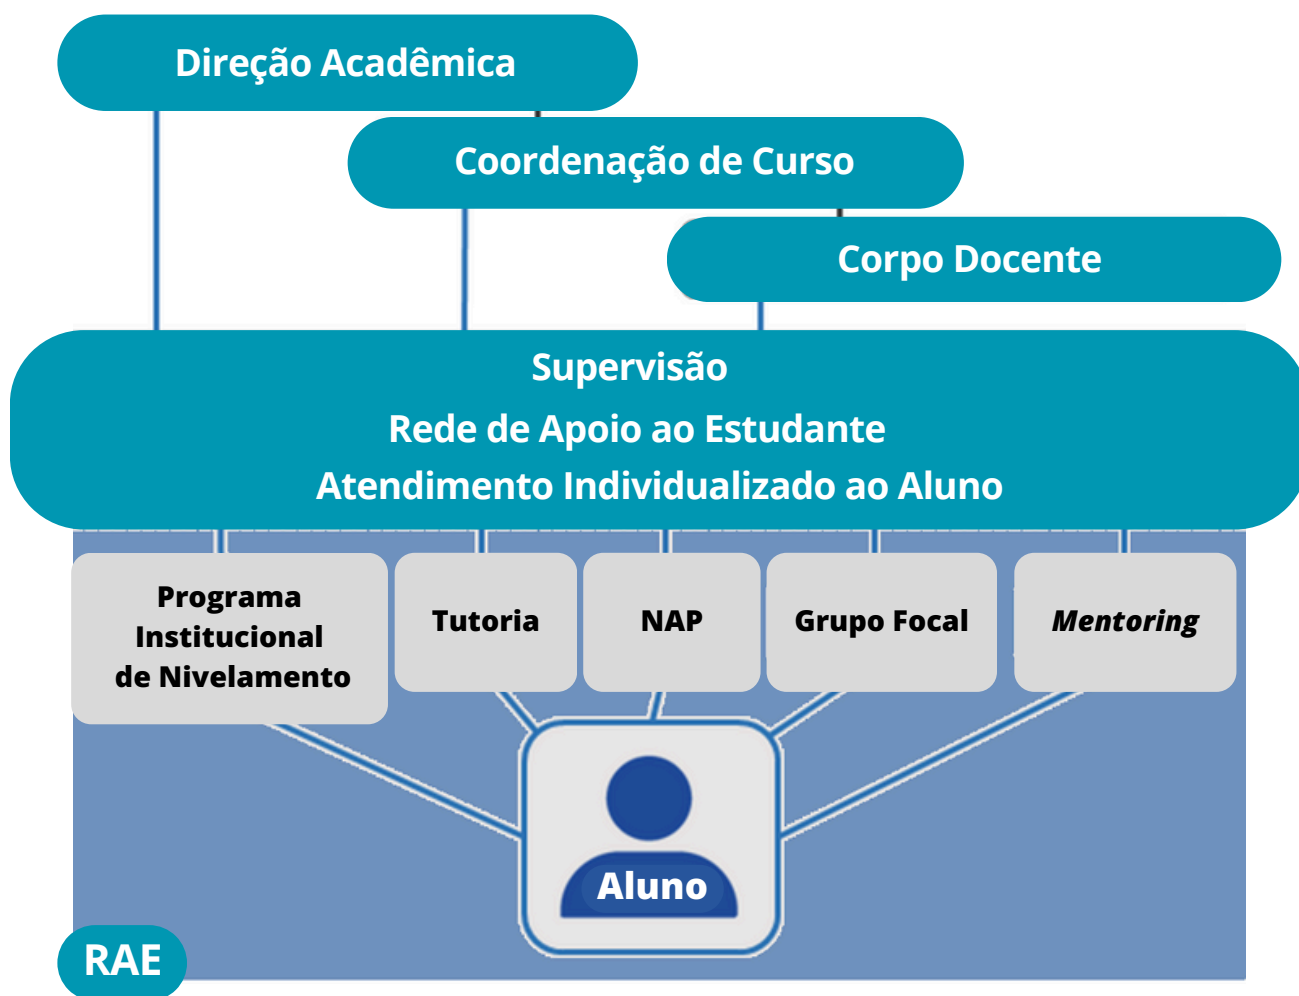 Direção Acadêmica
Coordenação de Curso
Corpo Docente
Supervisão
Rede de Apoio ao Estudante
Atendimento Individualizado ao Aluno
Programa
Institucional
de Nivelamento
Tutoria
NAP
Grupo Focal
Mentoring
Aluno
RAE